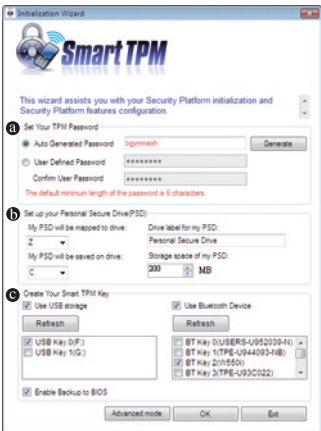 Initialization Wizard
Smart TPM
This wizard assists you with your Security Platform initialization and
Security Platform features configuration.
a Set Your TPM Password
Auto Generated Password bgymnexh Generate
User Defined Password ********
Confirm User Password ********
The default minimum length of the password is 6 characters.
b Set up your Personal Secure Drive(PSD)
My PSD will be mapped to drive: Drive label for my PSD:
Z Personal Secure Drive
My PSD will be saved on drive: Storage space of my PSD:
C 200 MB
c Create Your Smart TPM Key
Use USB storage Use Bluetooth Device
Refresh Refresh
USB Key 0(F:) BT Key 0(USERS-U952039-N)
USB Key 1(G:) BT Key 1(TPE-U944093-NB)
BT Key 2(W550i)
BT Key 3(TPE-U93C022)
Enable Backup to BIOS
Advanced mode OK Exit